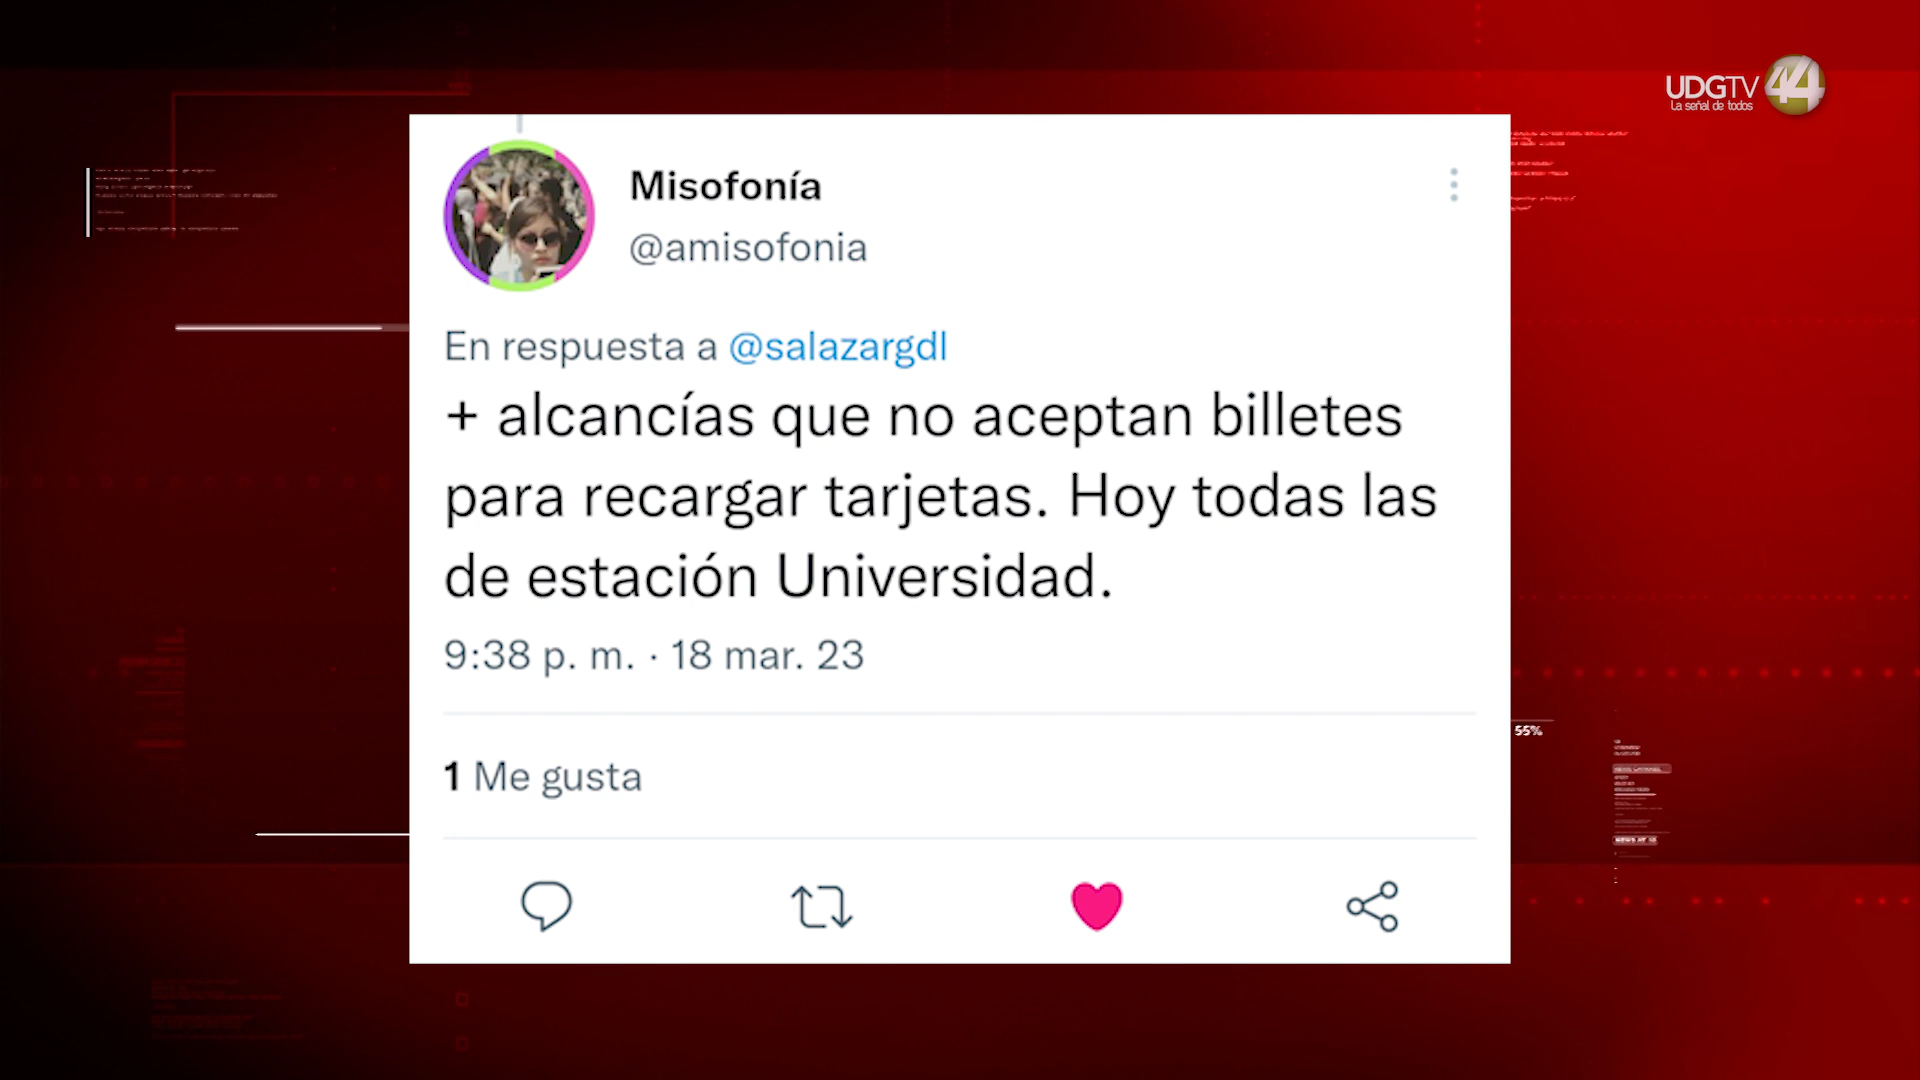 UDGTV 44
La señal de todos
Misofonía
@amisofonia
En respuesta a @salazargdl
+ alcancías que no aceptan billetes
para recargar tarjetas. Hoy todas las
de estación Universidad.
9:38 p. m. · 18 mar. 23
55%
1 Me gusta